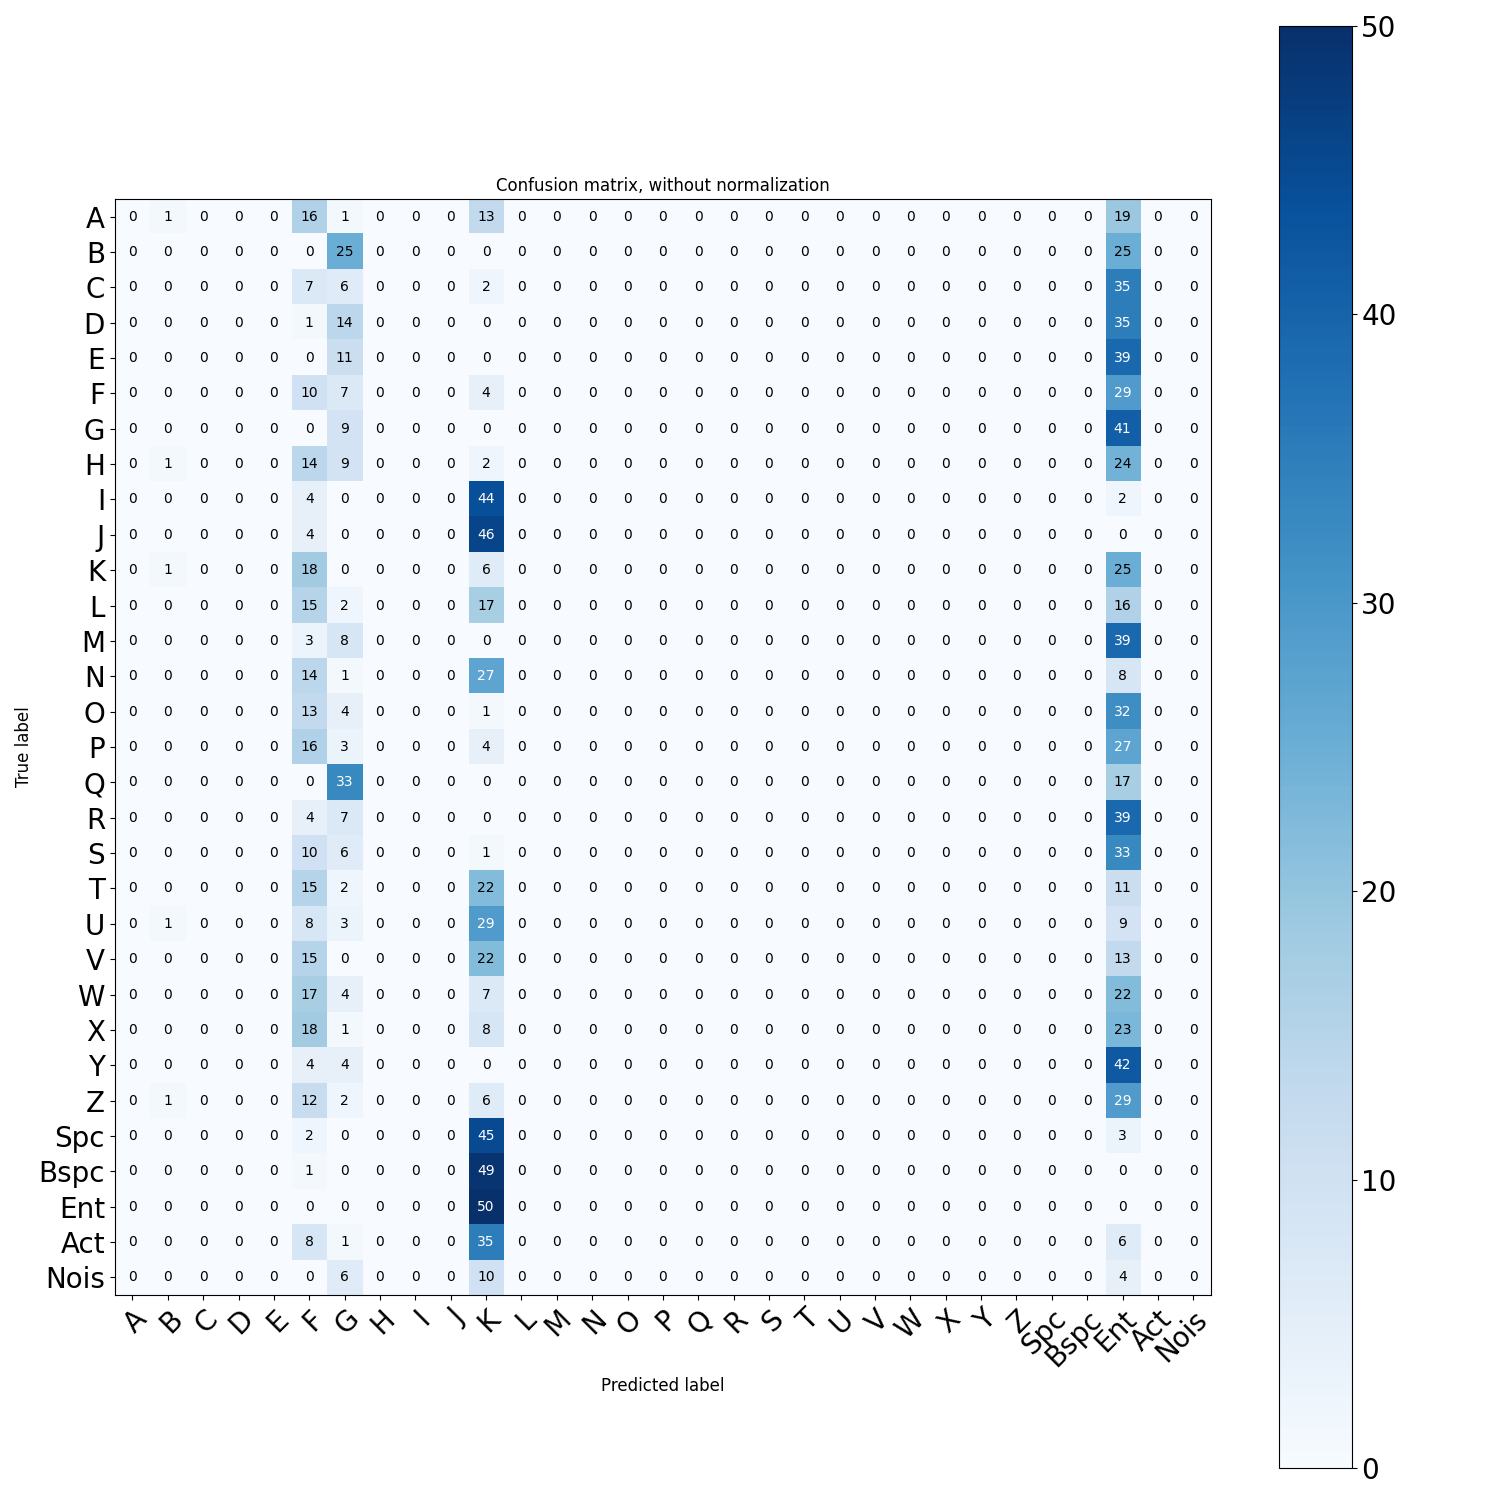 Confusion matrix, without normalization
A 0 1 0 0 0 16 1 0 0 0 13 0 0 0 0 0 0 0 0 0 0 0 0 0 0 0 0 0 19 0 0
B 0 0 0 0 0 0 25 0 0 0 0 0 0 0 0 0 0 0 0 0 0 0 0 0 0 0 0 0 25 0 0
C 0 0 0 0 0 7 6 0 0 0 2 0 0 0 0 0 0 0 0 0 0 0 0 0 0 0 0 0 35 0 0
D 0 0 0 0 0 1 14 0 0 0 0 0 0 0 0 0 0 0 0 0 0 0 0 0 0 0 0 0 35 0 0
E 0 0 0 0 0 0 11 0 0 0 0 0 0 0 0 0 0 0 0 0 0 0 0 0 0 0 0 0 39 0 0
F 0 0 0 0 0 10 7 0 0 0 4 0 0 0 0 0 0 0 0 0 0 0 0 0 0 0 0 0 29 0 0
G 0 0 0 0 0 0 9 0 0 0 0 0 0 0 0 0 0 0 0 0 0 0 0 0 0 0 0 0 41 0 0
H 0 1 0 0 0 14 9 0 0 0 2 0 0 0 0 0 0 0 0 0 0 0 0 0 0 0 0 0 24 0 0
I 0 0 0 0 0 4 0 0 0 0 44 0 0 0 0 0 0 0 0 0 0 0 0 0 0 0 0 0 2 0 0
J 0 0 0 0 0 4 0 0 0 0 46 0 0 0 0 0 0 0 0 0 0 0 0 0 0 0 0 0 0 0 0
K 0 1 0 0 0 18 0 0 0 0 6 0 0 0 0 0 0 0 0 0 0 0 0 0 0 0 0 0 25 0 0
L 0 0 0 0 0 15 2 0 0 0 17 0 0 0 0 0 0 0 0 0 0 0 0 0 0 0 0 0 16 0 0
M 0 0 0 0 0 3 8 0 0 0 0 0 0 0 0 0 0 0 0 0 0 0 0 0 0 0 0 0 39 0 0
N 0 0 0 0 0 14 1 0 0 0 27 0 0 0 0 0 0 0 0 0 0 0 0 0 0 0 0 0 8 0 0
O 0 0 0 0 0 13 4 0 0 0 1 0 0 0 0 0 0 0 0 0 0 0 0 0 0 0 0 0 32 0 0
P 0 0 0 0 0 16 3 0 0 0 4 0 0 0 0 0 0 0 0 0 0 0 0 0 0 0 0 0 27 0 0
Q 0 0 0 0 0 0 33 0 0 0 0 0 0 0 0 0 0 0 0 0 0 0 0 0 0 0 0 0 17 0 0
R 0 0 0 0 0 4 7 0 0 0 0 0 0 0 0 0 0 0 0 0 0 0 0 0 0 0 0 0 39 0 0
S 0 0 0 0 0 10 6 0 0 0 1 0 0 0 0 0 0 0 0 0 0 0 0 0 0 0 0 0 33 0 0
T 0 0 0 0 0 15 2 0 0 0 22 0 0 0 0 0 0 0 0 0 0 0 0 0 0 0 0 0 11 0 0
U 0 1 0 0 0 8 3 0 0 0 29 0 0 0 0 0 0 0 0 0 0 0 0 0 0 0 0 0 9 0 0
V 0 0 0 0 0 15 0 0 0 0 22 0 0 0 0 0 0 0 0 0 0 0 0 0 0 0 0 0 13 0 0
W 0 0 0 0 0 17 4 0 0 0 7 0 0 0 0 0 0 0 0 0 0 0 0 0 0 0 0 0 22 0 0
X 0 0 0 0 0 18 1 0 0 0 8 0 0 0 0 0 0 0 0 0 0 0 0 0 0 0 0 0 23 0 0
Y 0 0 0 0 0 4 4 0 0 0 0 0 0 0 0 0 0 0 0 0 0 0 0 0 0 0 0 0 42 0 0
Z 0 1 0 0 0 12 2 0 0 0 6 0 0 0 0 0 0 0 0 0 0 0 0 0 0 0 0 0 29 0 0
Spc 0 0 0 0 0 2 0 0 0 0 45 0 0 0 0 0 0 0 0 0 0 0 0 0 0 0 0 0 3 0 0
Bspc 0 0 0 0 0 1 0 0 0 0 49 0 0 0 0 0 0 0 0 0 0 0 0 0 0 0 0 0 0 0 0
Ent 0 0 0 0 0 0 0 0 0 0 50 0 0 0 0 0 0 0 0 0 0 0 0 0 0 0 0 0 0 0 0
Act 0 0 0 0 0 8 1 0 0 0 35 0 0 0 0 0 0 0 0 0 0 0 0 0 0 0 0 0 6 0 0
Nois 0 0 0 0 0 0 6 0 0 0 10 0 0 0 0 0 0 0 0 0 0 0 0 0 0 0 0 0 4 0 0
A B C D E F G H I J K L M N O P Q R S T U V W X Y Z Spc Bspc Ent Act Nois
Predicted label
True label
50
40
30
20
10
0